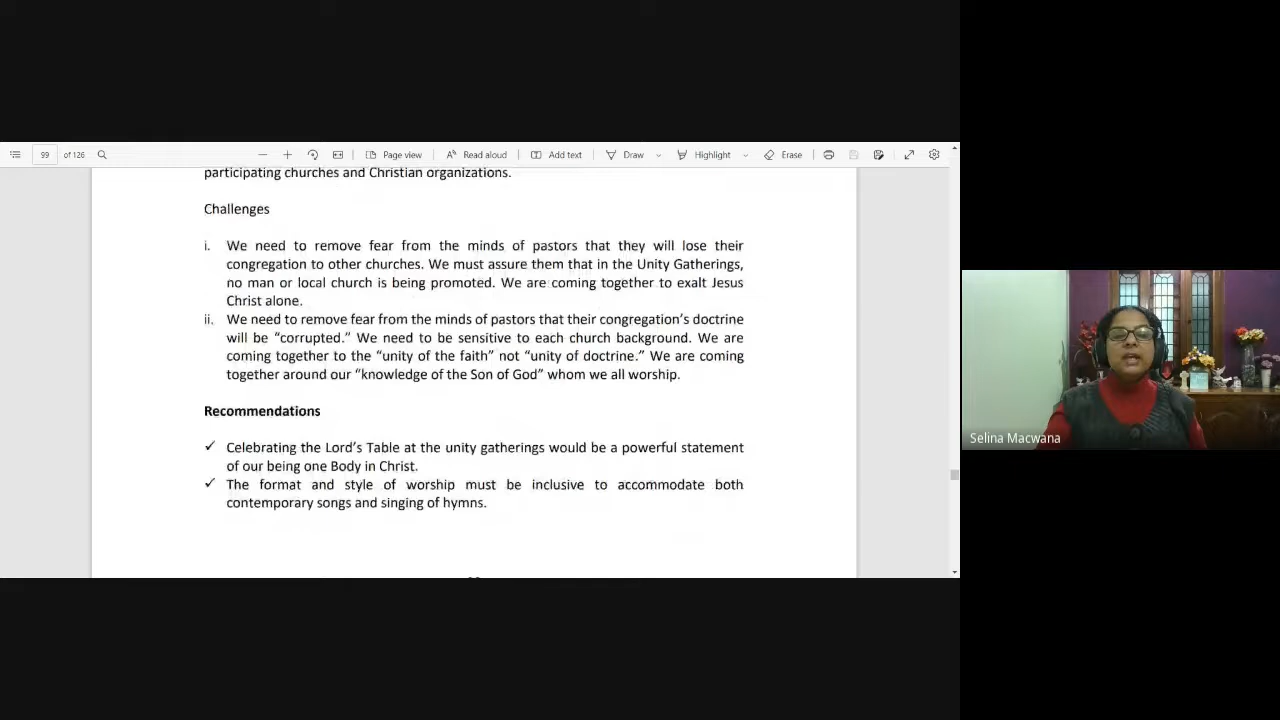 99 of 126 Page view Read aloud Add text Draw Highlight Erase
participating churches and Christian organizations.
Challenges
i. We need to remove fear from the minds of pastors that they will lose their
congregation to other churches. We must assure them that in the Unity Gatherings,
no man or local church is being promoted. We are coming together to exalt Jesus
Christ alone.
ii. We need to remove fear from the minds of pastors that their congregation’s doctrine
will be “corrupted.” We need to be sensitive to each church background. We are
coming together to the “unity of the faith” not “unity of doctrine.” We are coming
together around our “knowledge of the Son of God” whom we all worship.
Recommendations
✓ Celebrating the Lord’s Table at the unity gatherings would be a powerful statement
of our being one Body in Christ.
✓ The format and style of worship must be inclusive to accommodate both
contemporary songs and singing of hymns.
Selina Macwana